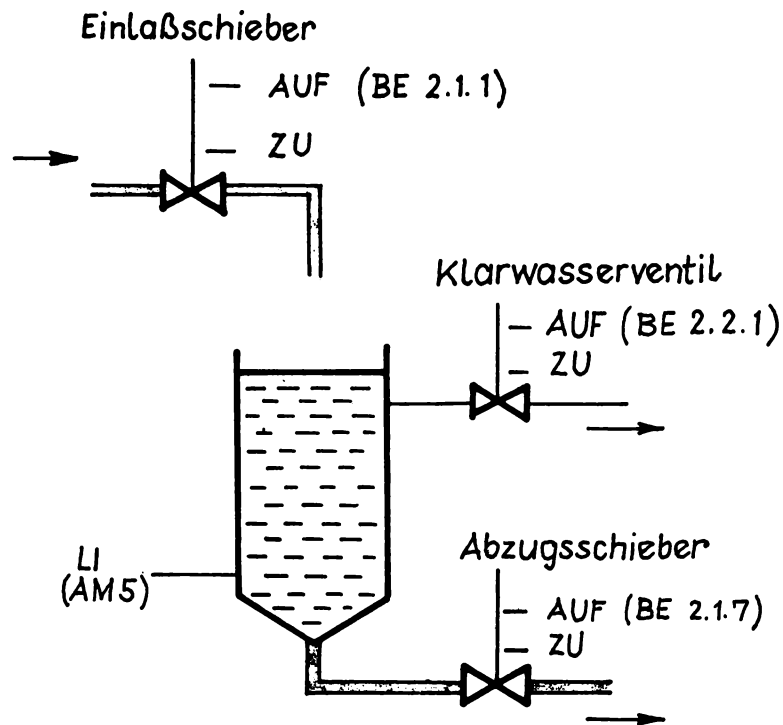 Einlaßschieber
AUF (BE 2.1.1)
ZU
Klarwasserventil
AUF (BE 2.2.1)
ZU
LI
(AM5)
Abzugsschieber
AUF (BE 2.1.7)
ZU